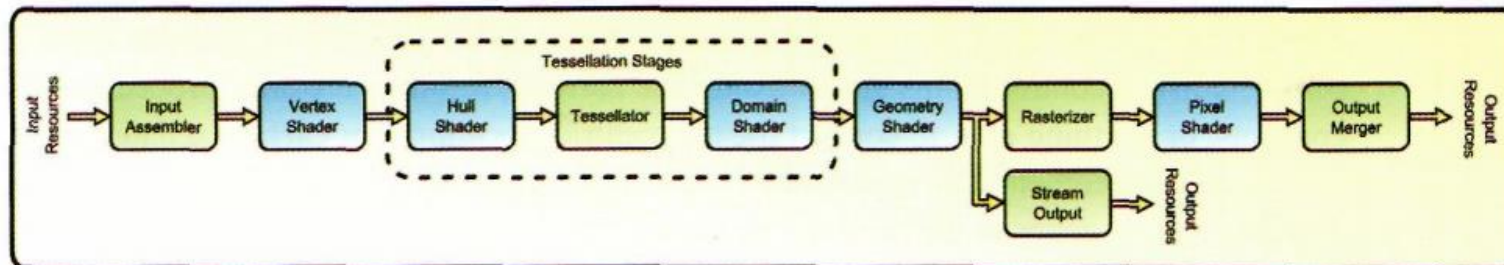 Tessellation Stages
Input
Resources
Input
Assembler
Vertex
Shader
Hull
Shader
Tessellator
Domain
Shader
Geometry
Shader
Rasterizer
Pixel
Shader
Output
Merger
Output
Resources
Stream
Output
Output
Resources